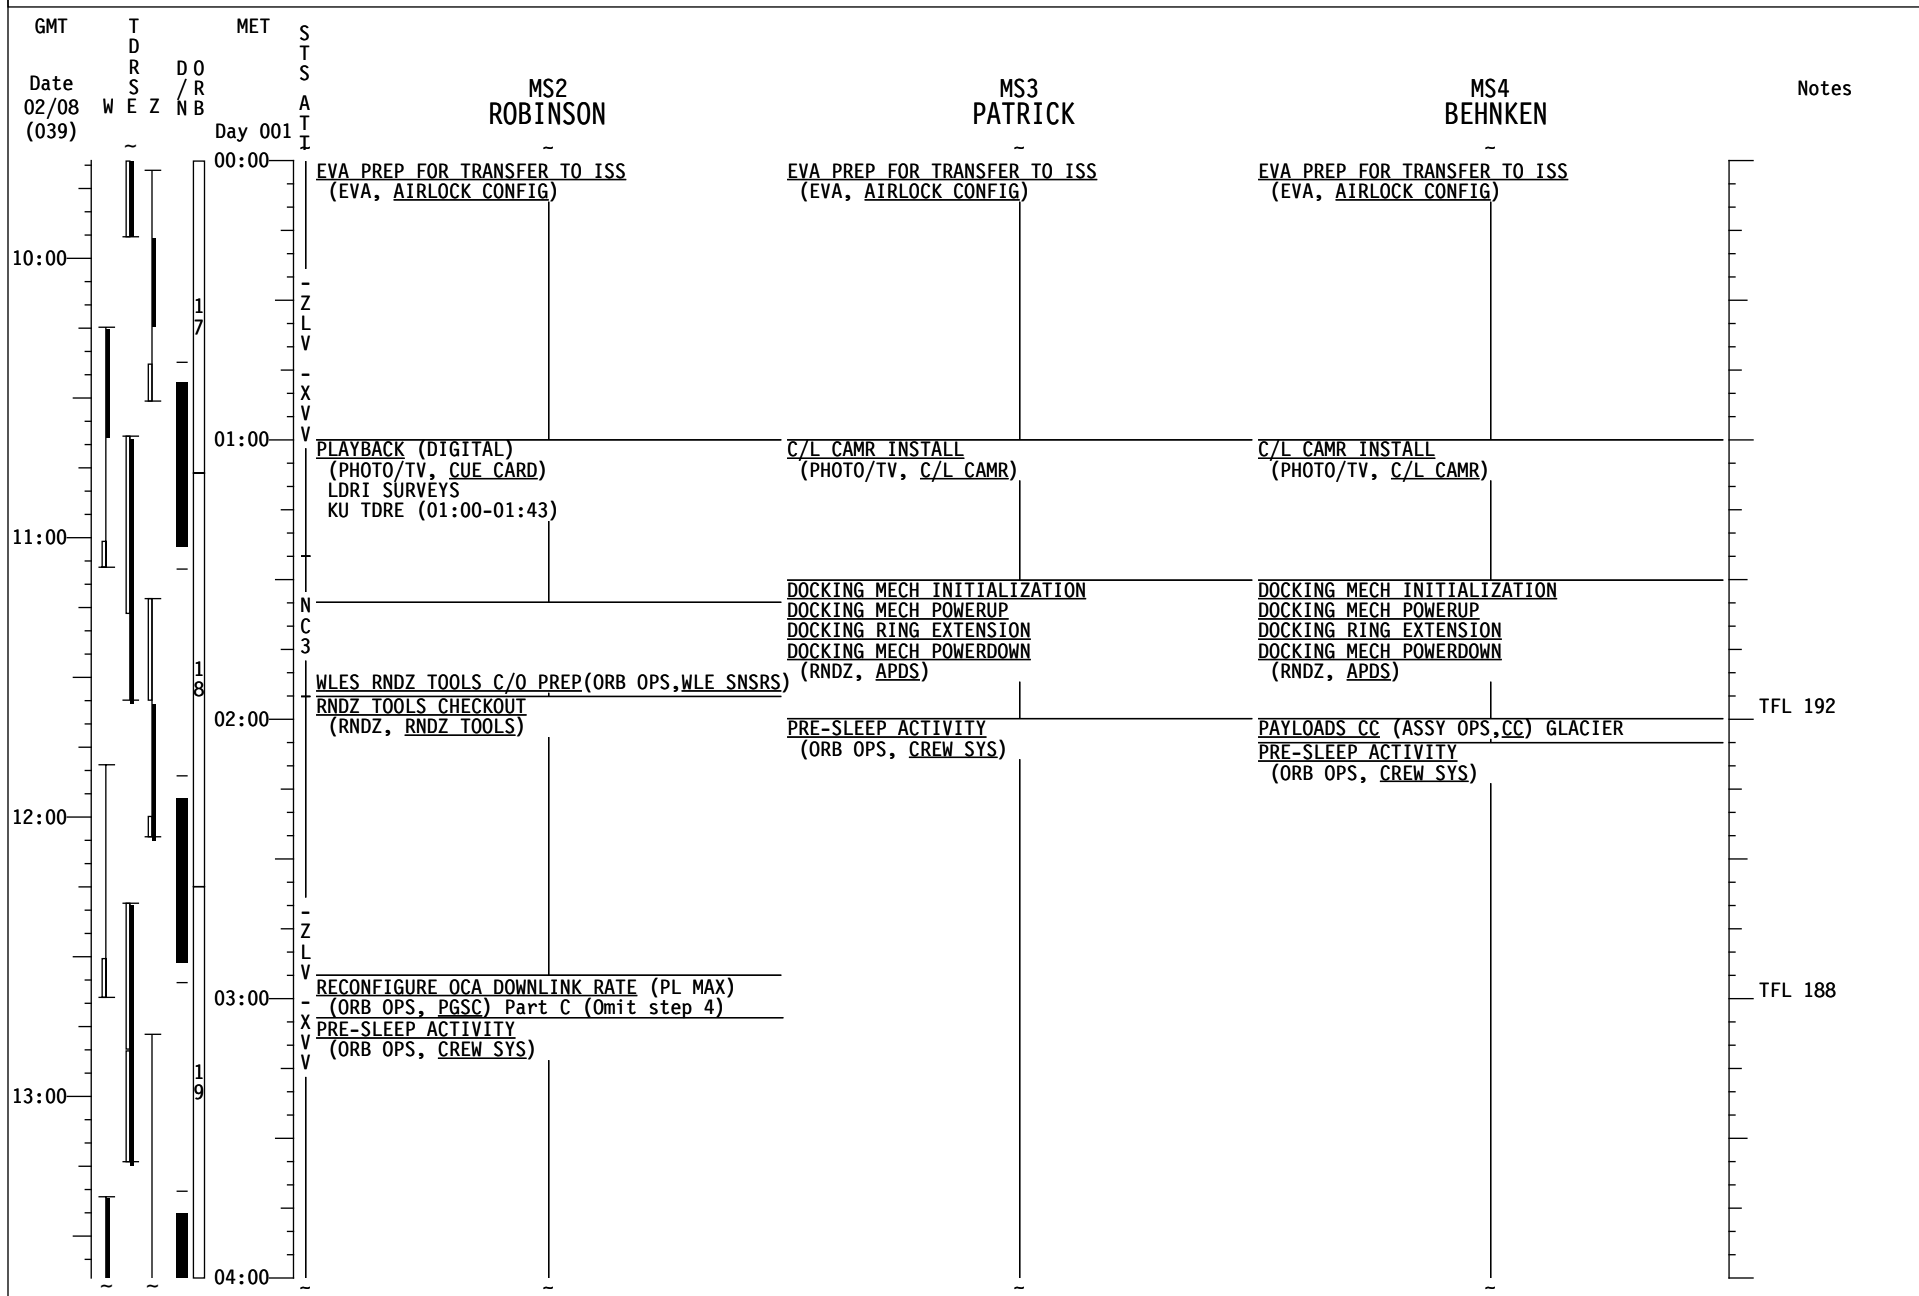 GMT
TDRS
MET
STS ATT
Date
02/08
(039)
W E Z
D/N
ORB
Day 001
MS2
ROBINSON
MS3
PATRICK
MS4
BEHNKEN
Notes
~
~
~
~
~
00:00
01:00
02:00
03:00
04:00
10:00
11:00
12:00
13:00
17
18
19
-ZLV -XVV
NC3
-ZLV -XVV
EVA PREP FOR TRANSFER TO ISS
(EVA, AIRLOCK CONFIG)
PLAYBACK (DIGITAL)
(PHOTO/TV, CUE CARD)
LDRI SURVEYS
KU TDRE (01:00-01:43)
WLES RNDZ TOOLS C/O PREP(ORB OPS,WLE SNSRS)
RNDZ TOOLS CHECKOUT
(RNDZ, RNDZ TOOLS)
RECONFIGURE OCA DOWNLINK RATE (PL MAX)
(ORB OPS, PGSC) Part C (Omit step 4)
PRE-SLEEP ACTIVITY
(ORB OPS, CREW SYS)
EVA PREP FOR TRANSFER TO ISS
(EVA, AIRLOCK CONFIG)
C/L CAMR INSTALL
(PHOTO/TV, C/L CAMR)
DOCKING MECH INITIALIZATION
DOCKING MECH POWERUP
DOCKING RING EXTENSION
DOCKING MECH POWERDOWN
(RNDZ, APDS)
PRE-SLEEP ACTIVITY
(ORB OPS, CREW SYS)
EVA PREP FOR TRANSFER TO ISS
(EVA, AIRLOCK CONFIG)
C/L CAMR INSTALL
(PHOTO/TV, C/L CAMR)
DOCKING MECH INITIALIZATION
DOCKING MECH POWERUP
DOCKING RING EXTENSION
DOCKING MECH POWERDOWN
(RNDZ, APDS)
PAYLOADS CC (ASSY OPS,CC) GLACIER
PRE-SLEEP ACTIVITY
(ORB OPS, CREW SYS)
TFL 192
TFL 188
~
~
~
~
~
~